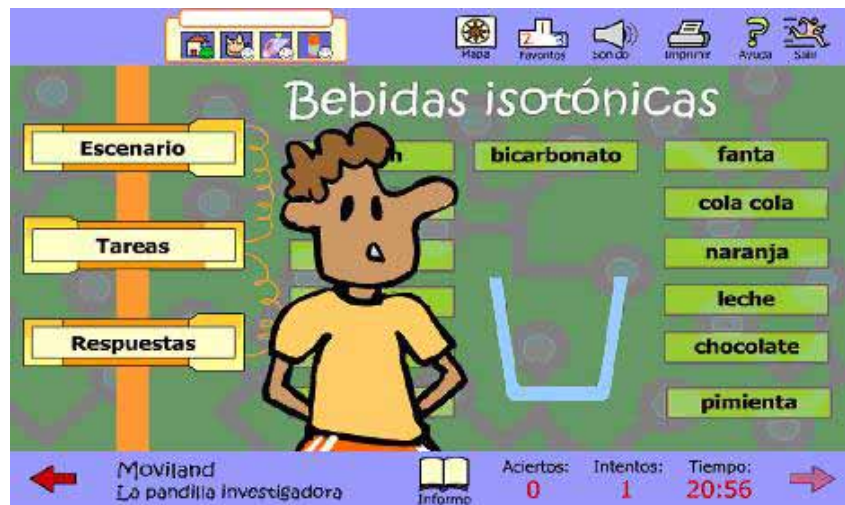 Mapa
Favoritos
Sonido
Imprimir
Ayuda
Salir
Bebidas isotónicas
Escenario
Tareas
Respuestas
bicarbonato
fanta
cola cola
naranja
leche
chocolate
pimienta
Moviland
La pandilla investigadora
Informe
Aciertos: Intentos: Tiempo:
0 1 20:56